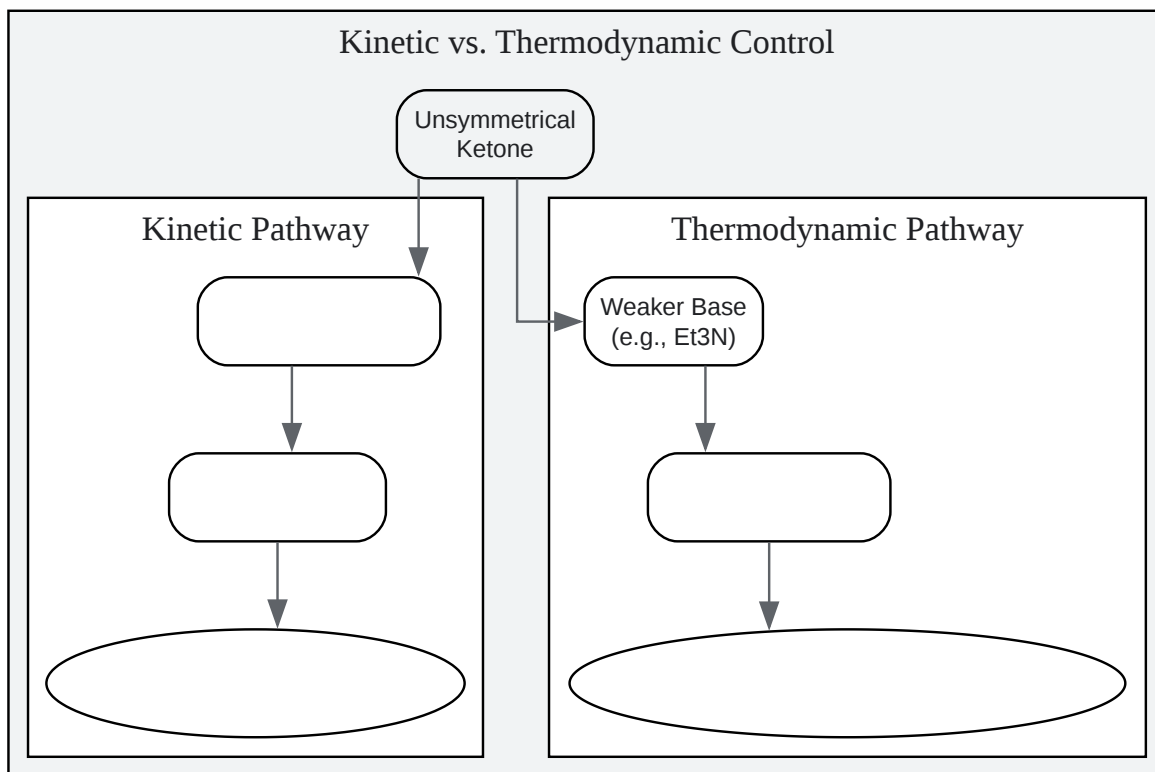 Kinetic vs. Thermodynamic Control
Unsymmetrical
Ketone
Kinetic Pathway
Thermodynamic Pathway
Weaker Base
(e.g., Et3N)